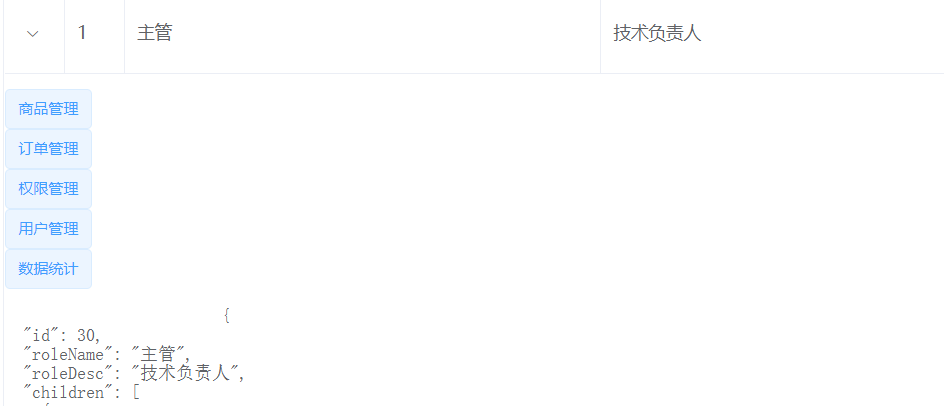 1 主管 技术负责人
商品管理
订单管理
权限管理
用户管理
数据统计
{
"id": 30,
"roleName": "主管",
"roleDesc": "技术负责人",
"children": [
{